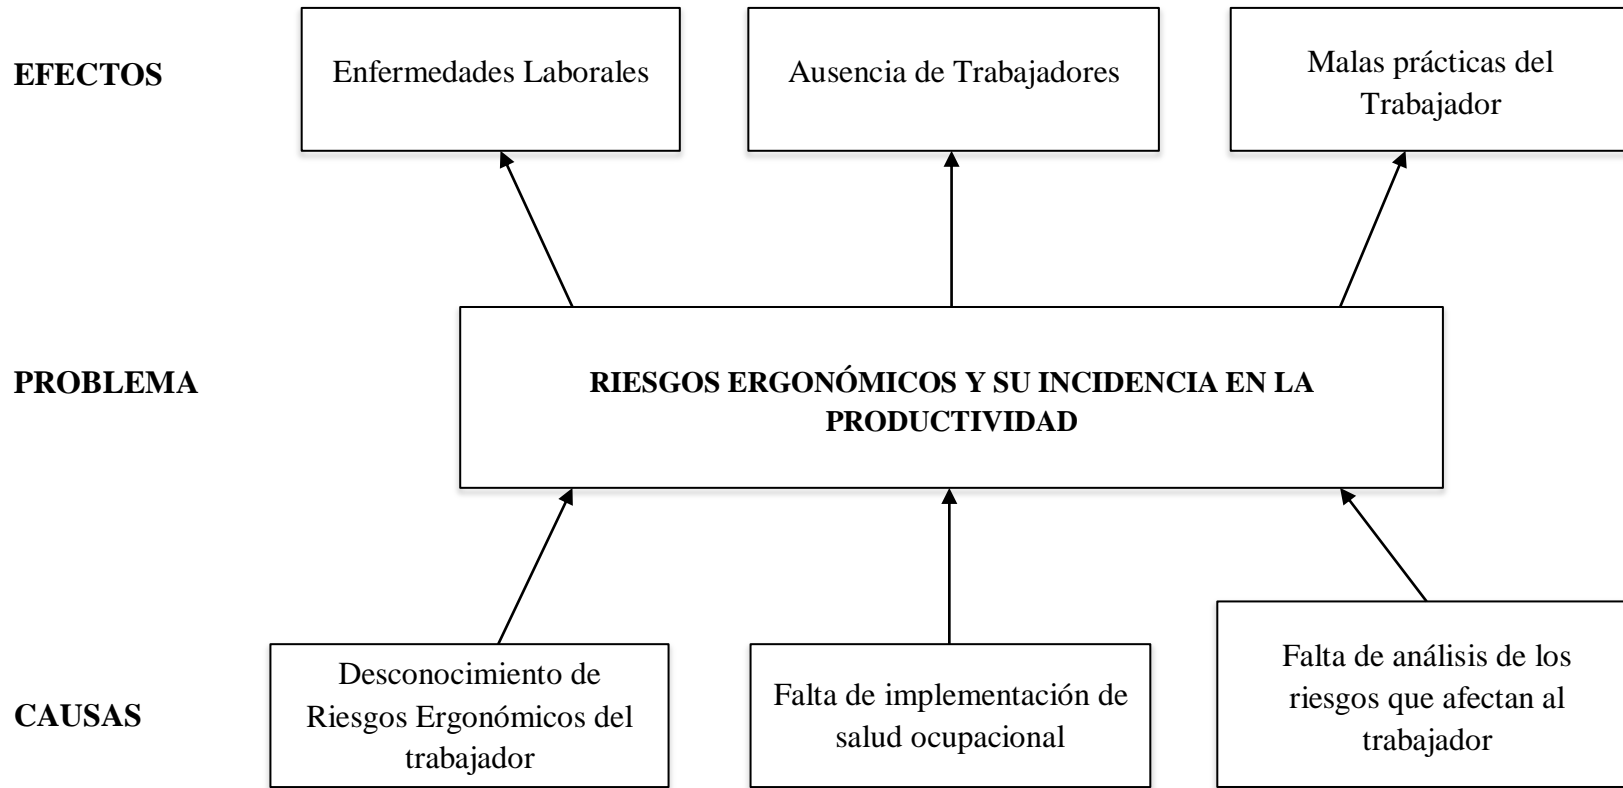 EFECTOS
Enfermedades Laborales
Ausencia de Trabajadores
Malas prácticas del
Trabajador
PROBLEMA
RIESGOS ERGONÓMICOS Y SU INCIDENCIA EN LA
PRODUCTIVIDAD
CAUSAS
Desconocimiento de
Riesgos Ergonómicos del
trabajador
Falta de implementación de
salud ocupacional
Falta de análisis de los
riesgos que afectan al
trabajador